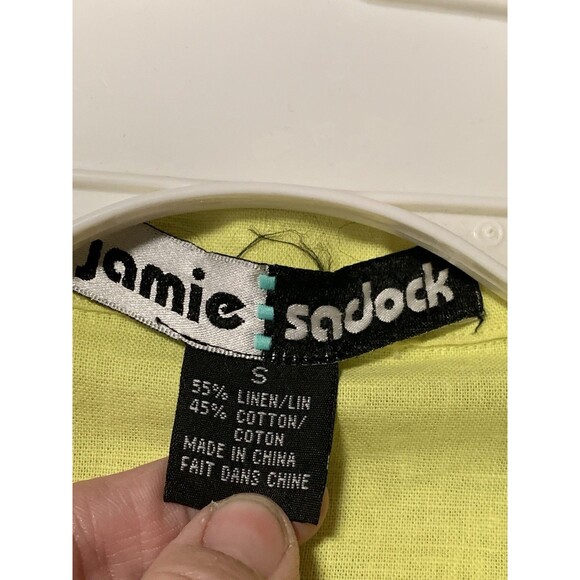 Jamie sadock
S
55% LINEN/LIN
45% COTTON/
COTON
MADE IN CHINA
FAIT DANS CHINE